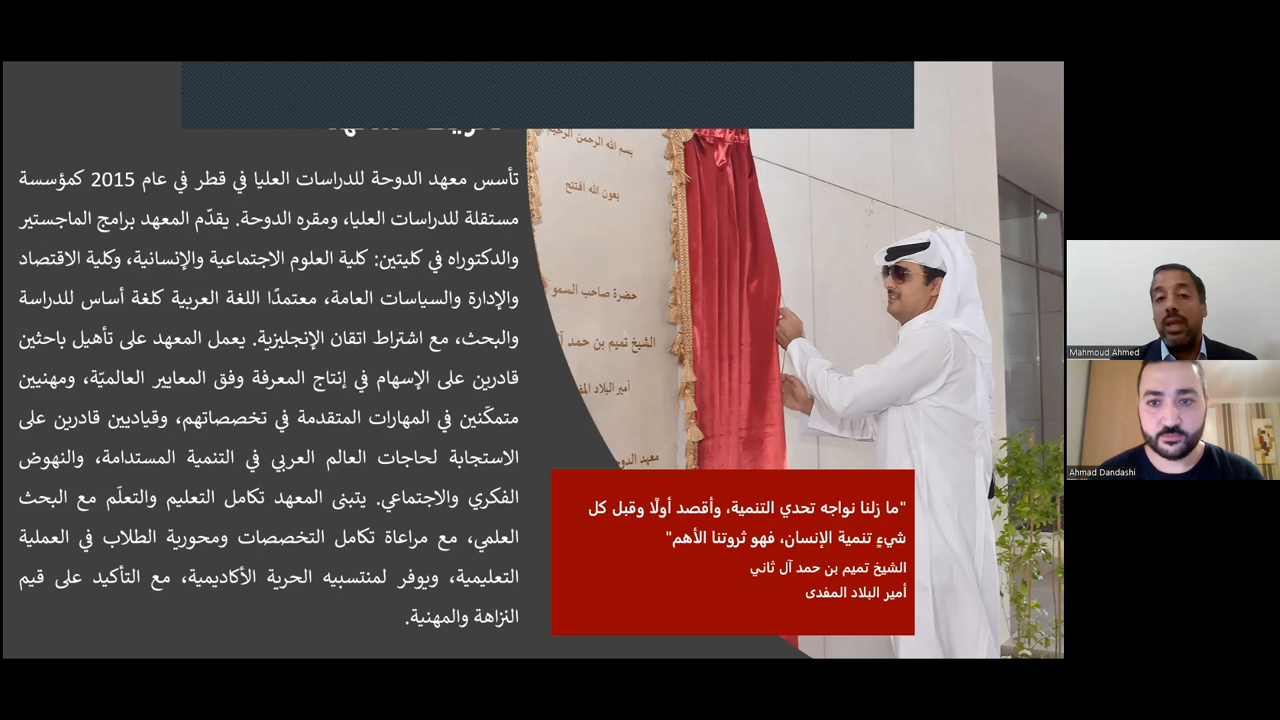 تأسس معهد الدوحة للدراسات العليا في قطر في عام 2015 كمؤسسة
مستقلة للدراسات العليا، ومقره الدوحة. يقدّم المعهد برامج الماجستير
والدكتوراه في كليتين: كلية العلوم الاجتماعية والإنسانية، وكلية الاقتصاد
والإدارة والسياسات العامة، معتمدًا اللغة العربية كلغة أساس للدراسة
والبحث، مع اشتراط اتقان الإنجليزية. يعمل المعهد على تأهيل باحثين
قادرين على الإسهام في إنتاج المعرفة وفق المعايير العالميّة، ومهنيين
متمكّنين في المهارات المتقدمة في تخصصاتهم، وقياديين قادرين على
الاستجابة لحاجات العالم العربي في التنمية المستدامة، والنهوض
الفكري والاجتماعي. يتبنى المعهد تكامل التعليم والتعلّم مع البحث
العلمي، مع مراعاة تكامل التخصصات ومحورية الطلاب في العملية
التعليمية، ويوفر لمنتسبيه الحرية الأكاديمية، مع التأكيد على قيم
النزاهة والمهنية.
بسم الله الرحمن الرحيم
بعون الله افتتح
حضرة صاحب السمو
الشيخ تميم بن حمد
أمير البلاد
معهد
"ما زلنا نواجه تحدي التنمية، وأقصد أولًا وقبل كل
شيءٍ تنمية الإنسان، فهو ثروتنا الأهم"
الشيخ تميم بن حمد آل ثاني
أمير البلاد المفدى
Mahmoud Ahmed
Ahmad Dandashi